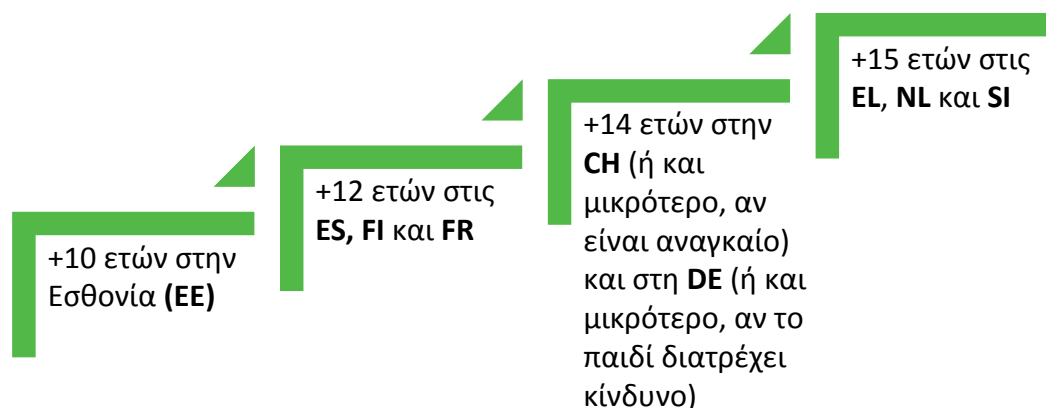 +10 ετών στην
Εσθονία (EE)
+12 ετών στις
ES, FI και FR
+14 ετών στην
CH (ή και
μικρότερο, αν
είναι αναγκαίο)
και στη DE (ή και
μικρότερο, αν το
παιδί διατρέχει
κίνδυνο)
+15 ετών στις
EL, NL και SI